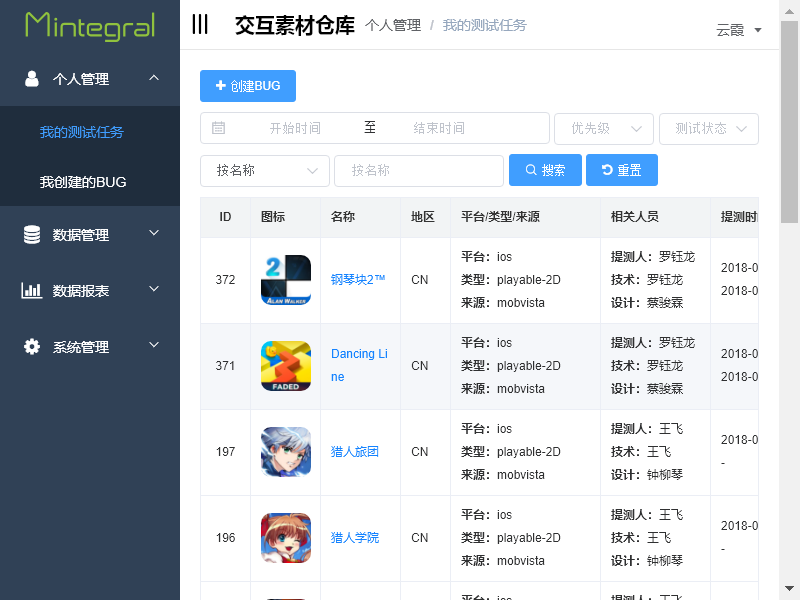 Mintegral
个人管理
我的测试任务
我创建的BUG
数据管理
数据报表
系统管理
交互素材仓库 个人管理 / 我的测试任务
云霞
创建BUG
开始时间 至 结束时间 优先级 测试状态
按名称 按名称 搜索 重置
ID 图标 名称 地区 平台/类型/来源 相关人员 提测时
372 钢琴块2™ CN
2 ALAN WALKER
平台：ios
类型：playable-2D
来源：mobvista
提测人：罗钰龙
技术：罗钰龙
设计：蔡骏霖
2018-0
2018-0
371 Dancing Li
ne
CN
FADED
平台：ios
类型：playable-2D
来源：mobvista
提测人：罗钰龙
技术：罗钰龙
设计：蔡骏霖
2018-0
2018-0
197 猎人旅团 CN
平台：ios
类型：playable-2D
来源：mobvista
提测人：王飞
技术：王飞
设计：钟柳琴
2018-0
-
196 猎人学院 CN
平台：ios
类型：playable-2D
来源：mobvista
提测人：王飞
技术：王飞
设计：钟柳琴
2018-0
-
平台：ios
提测人：王飞